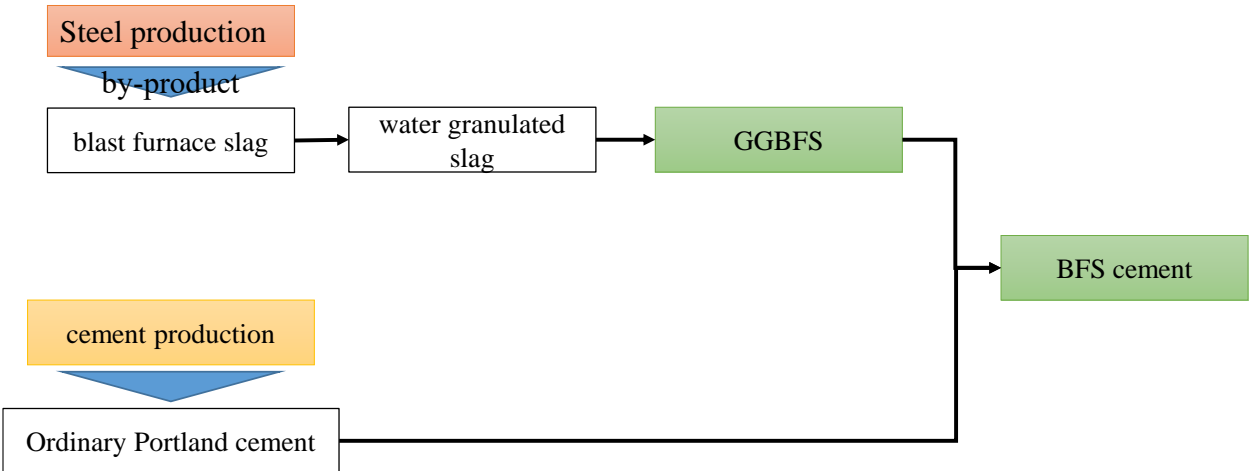 Steel production
by-product
blast furnace slag
water granulated
slag
GGBFS
BFS cement
cement production
Ordinary Portland cement